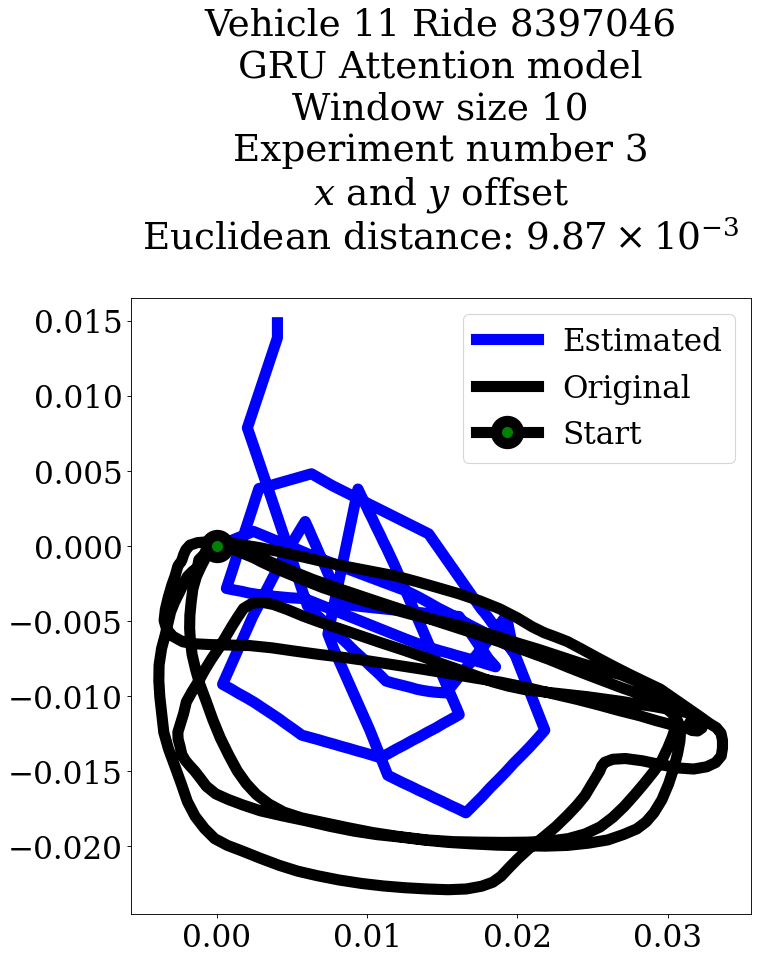 Vehicle 11 Ride 8397046
GRU Attention model
Window size 10
Experiment number 3
x and y offset
Euclidean distance: 9.87 × 10⁻³
Estimated
Original
Start
0.015
0.010
0.005
0.000
−0.005
−0.010
−0.015
−0.020
0.00 0.01 0.02 0.03